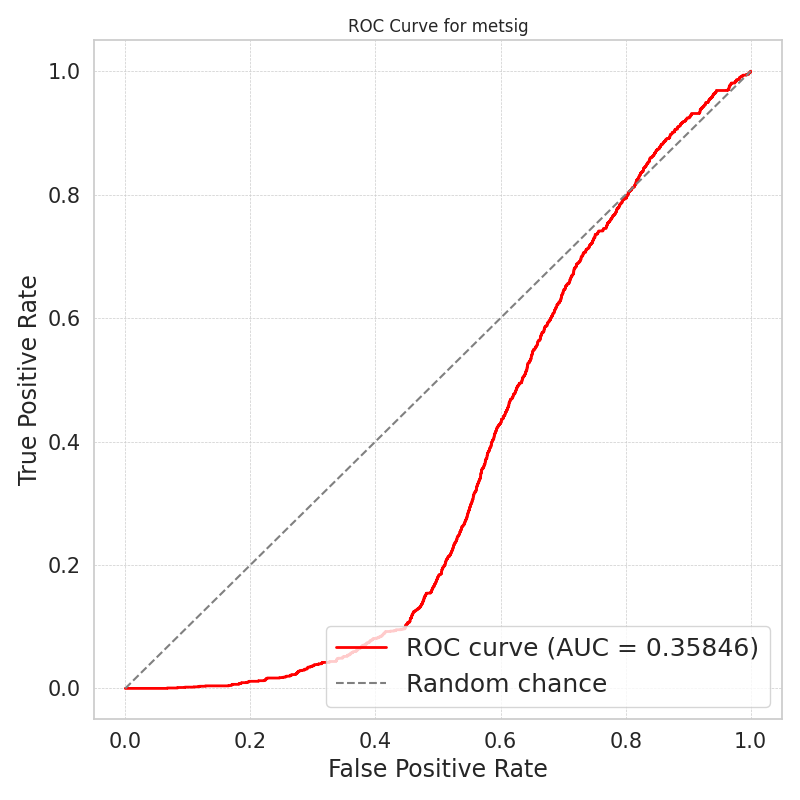 ROC Curve for metsig
True Positive Rate
1.0
0.8
0.6
0.4
0.2
0.0
ROC curve (AUC = 0.35846)
Random chance
0.0 0.2 0.4 0.6 0.8 1.0
False Positive Rate